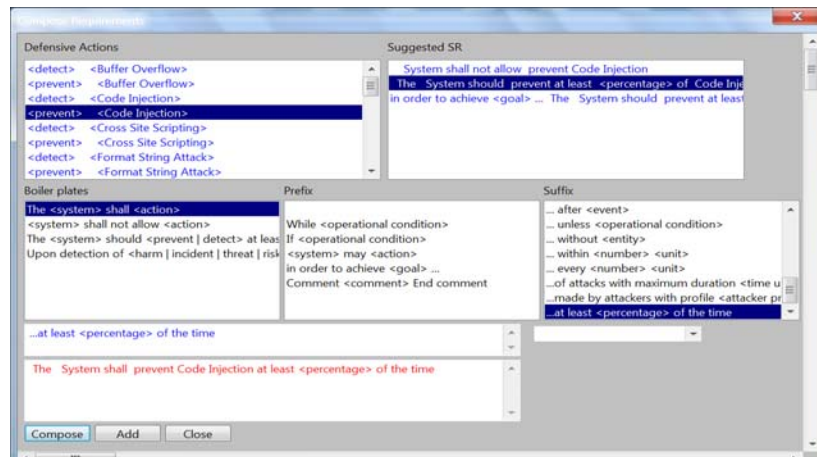 Compose Requirements
Defensive Actions
<detect> <Buffer Overflow>
<prevent> <Buffer Overflow>
<detect> <Code Injection>
<prevent> <Code Injection>
<detect> <Cross Site Scripting>
<prevent> <Cross Site Scripting>
<detect> <Format String Attack>
<prevent> <Format String Attack>
Suggested SR
System shall not allow prevent Code Injection
The System should prevent at least <percentage> of Code Inje
in order to achieve <goal> ... The System should prevent at least
Boiler plates
The <system> shall <action>
<system> shall not allow <action>
The <system> should <prevent | detect> at leas
Upon detection of <harm | incident | threat | risk
Prefix
While <operational condition>
If <operational condition>
<system> may <action>
in order to achieve <goal> ...
Comment <comment> End comment
Suffix
... after <event>
... unless <operational condition>
... without <entity>
... within <number> <unit>
... every <number> <unit>
...of attacks with maximum duration <time u
...made by attackers with profile <attacker pr
...at least <percentage> of the time
...at least <percentage> of the time
The System shall prevent Code Injection at least <percentage> of the time
Compose
Add
Close